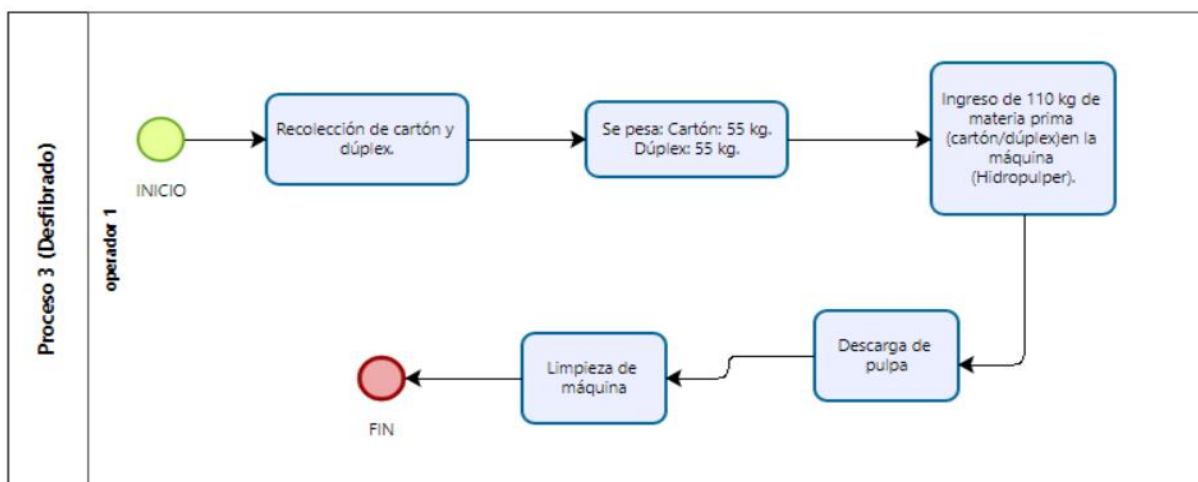 Proceso 3 (Desfibrado)
operador 1
INICIO
Recolección de cartón y
dúplex.
Se pesa: Cartón: 55 kg.
Dúplex: 55 kg.
Ingreso de 110 kg de
materia prima
(cartón/dúplex)en la
máquina
(Hidropulper).
Descarga de
pulpa
Limpieza de
máquina
FIN